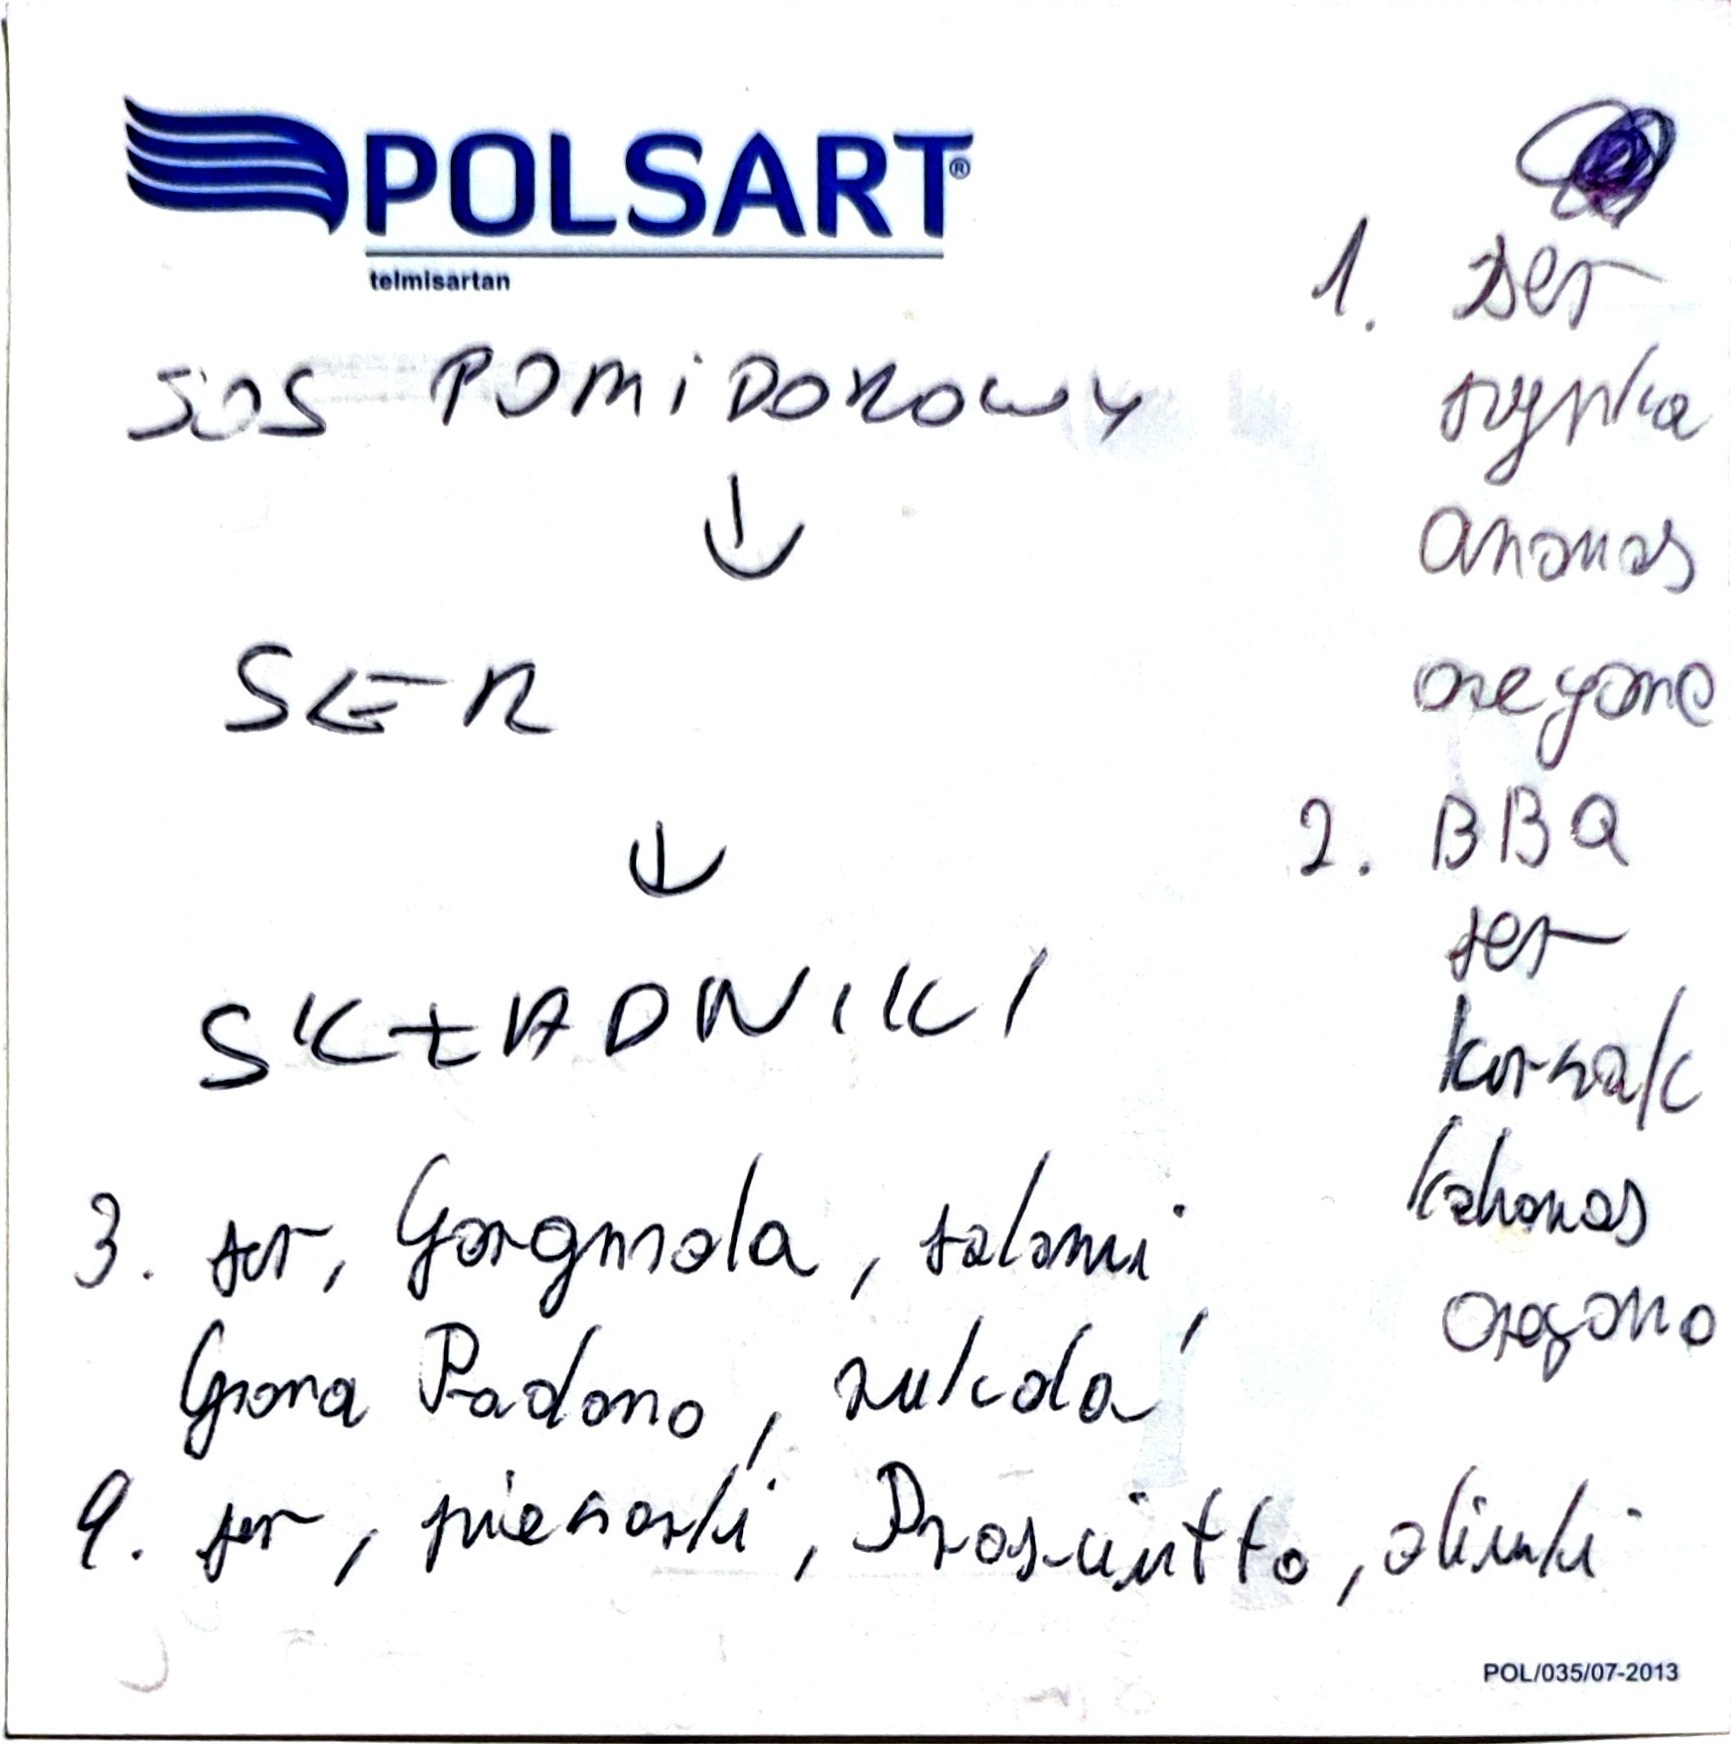 POLSART®
telmisartan
SOS POMIDOROWY
↓
SER
↓
SKŁADNIKI
1. ser
szynka
ananas
oregano
2. BBQ
ser
kurczak
kabanos
oregano
3. ser, Gorgonzola, salami,
Grana Padano, rukola
4. ser, pieczarki, Prosciutto, oliwki
POL/035/07-2013